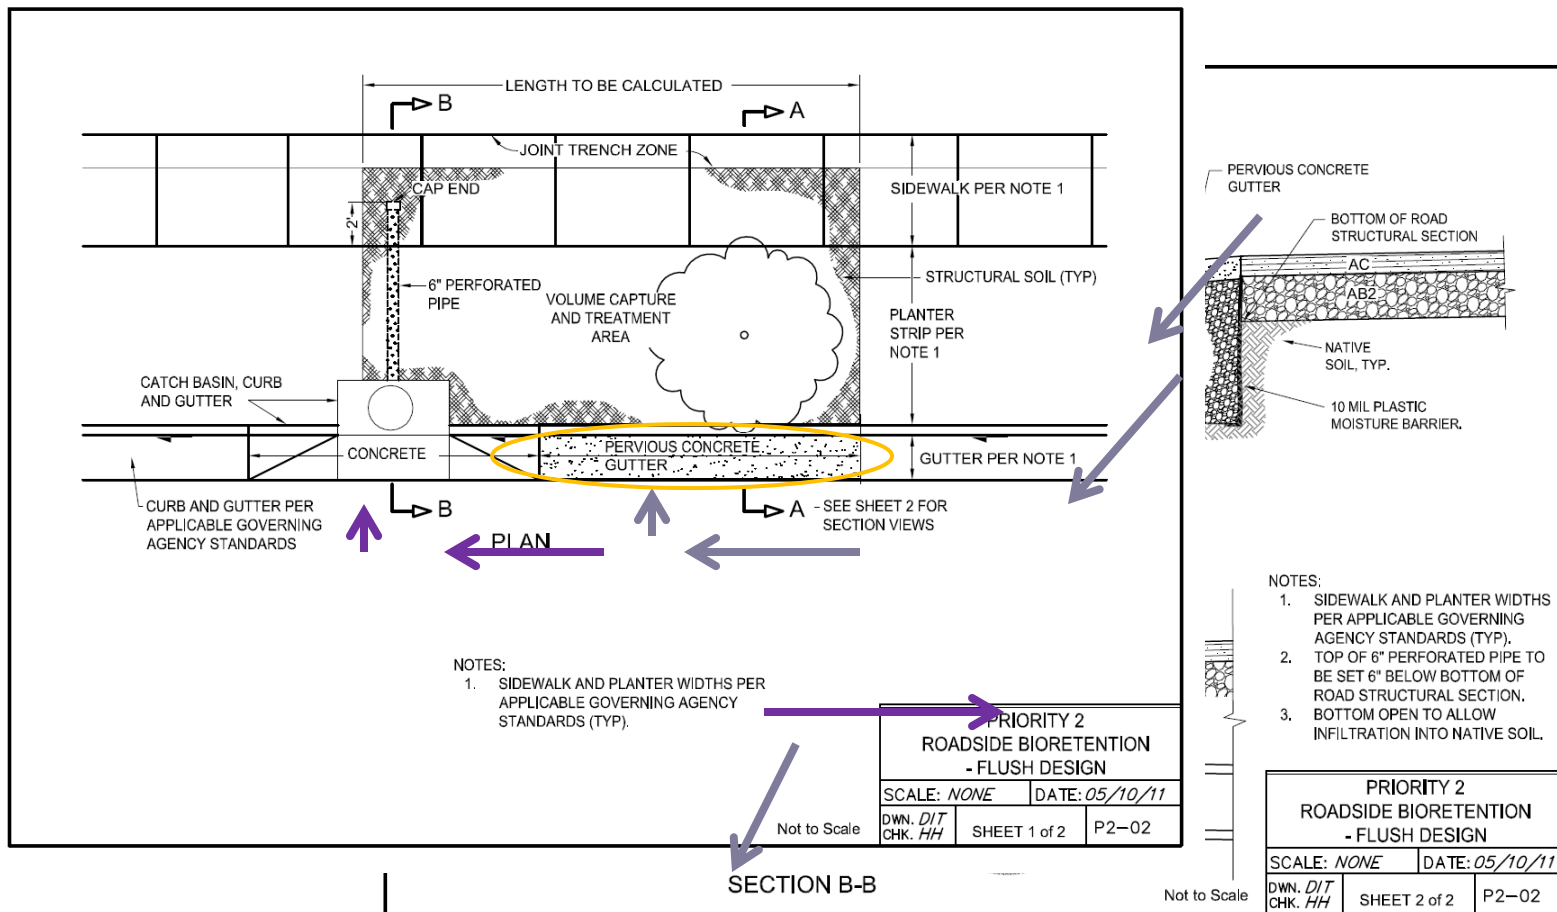 LENGTH TO BE CALCULATED
B
A
JOINT TRENCH ZONE
CAP END
SIDEWALK PER NOTE 1
2'
6" PERFORATED
PIPE
VOLUME CAPTURE
AND TREATMENT
AREA
STRUCTURAL SOIL (TYP)
PLANTER
STRIP PER
NOTE 1
CATCH BASIN, CURB
AND GUTTER
CONCRETE
PERVIOUS CONCRETE
GUTTER
GUTTER PER NOTE 1
CURB AND GUTTER PER
APPLICABLE GOVERNING
AGENCY STANDARDS
B
A
SEE SHEET 2 FOR
SECTION VIEWS
PLAN
NOTES:
1. SIDEWALK AND PLANTER WIDTHS PER
APPLICABLE GOVERNING AGENCY
STANDARDS (TYP).
PRIORITY 2
ROADSIDE BIORETENTION
- FLUSH DESIGN
SCALE: NONE DATE: 05/10/11
DWN. DIT
CHK. HH
SHEET 1 of 2
P2-02
Not to Scale
SECTION B-B
PERVIOUS CONCRETE
GUTTER
BOTTOM OF ROAD
STRUCTURAL SECTION
AC
AB2
NATIVE
SOIL, TYP.
10 MIL PLASTIC
MOISTURE BARRIER.
NOTES:
1. SIDEWALK AND PLANTER WIDTHS
PER APPLICABLE GOVERNING
AGENCY STANDARDS (TYP).
2. TOP OF 6" PERFORATED PIPE TO
BE SET 6" BELOW BOTTOM OF
ROAD STRUCTURAL SECTION.
3. BOTTOM OPEN TO ALLOW
INFILTRATION INTO NATIVE SOIL.
PRIORITY 2
ROADSIDE BIORETENTION
- FLUSH DESIGN
SCALE: NONE DATE: 05/10/11
DWN. DIT
CHK. HH
SHEET 2 of 2
P2-02
Not to Scale